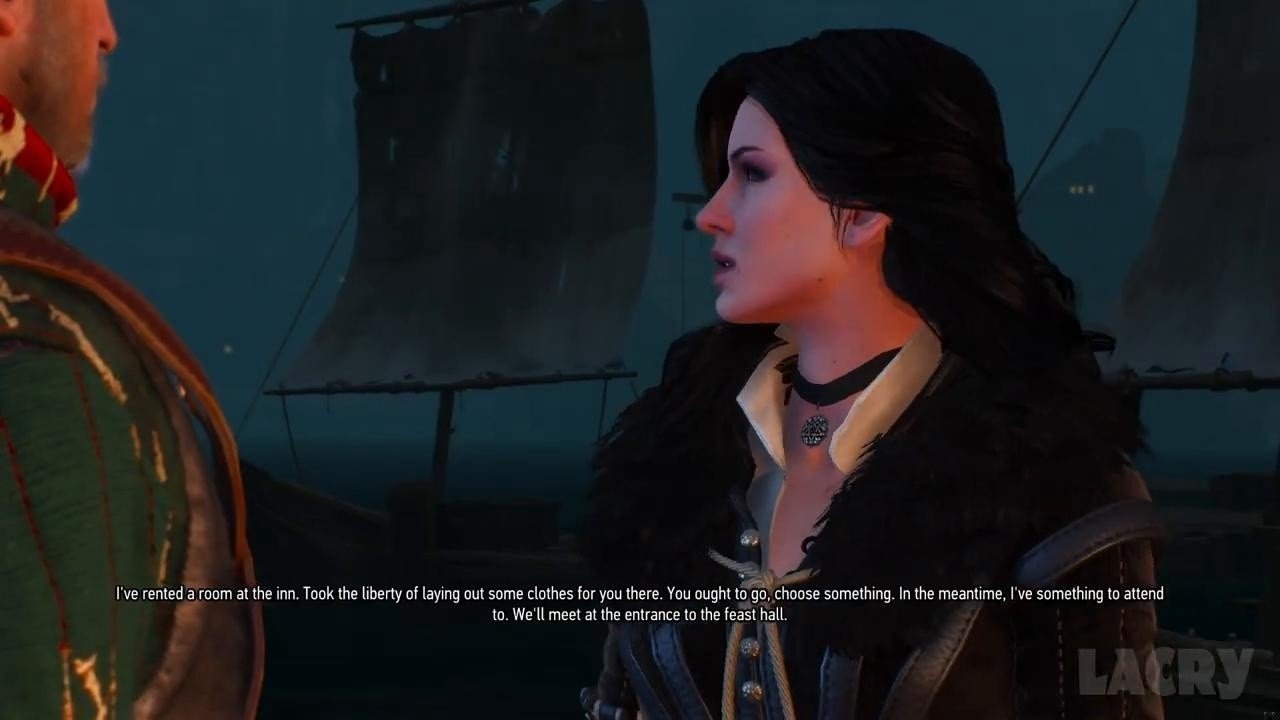 I've rented a room at the inn. Took the liberty of laying out some clothes for you there. You ought to go, choose something. In the meantime, I've something to attend
to. We'll meet at the entrance to the feast hall.
LACRY